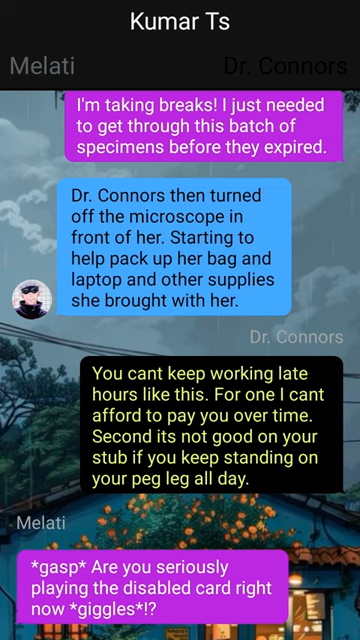 Kumar Ts
Melati
Dr. Connors
I'm taking breaks! I just needed
to get through this batch of
specimens before they expired.
Dr. Connors then turned
off the microscope in
front of her. Starting to
help pack up her bag and
laptop and other supplies
she brought with her.
Dr. Connors
You cant keep working late
hours like this. For one I cant
afford to pay you over time.
Second its not good on your
stub if you keep standing on
your peg leg all day.
Melati
*gasp* Are you seriously
playing the disabled card right
now *giggles*!?